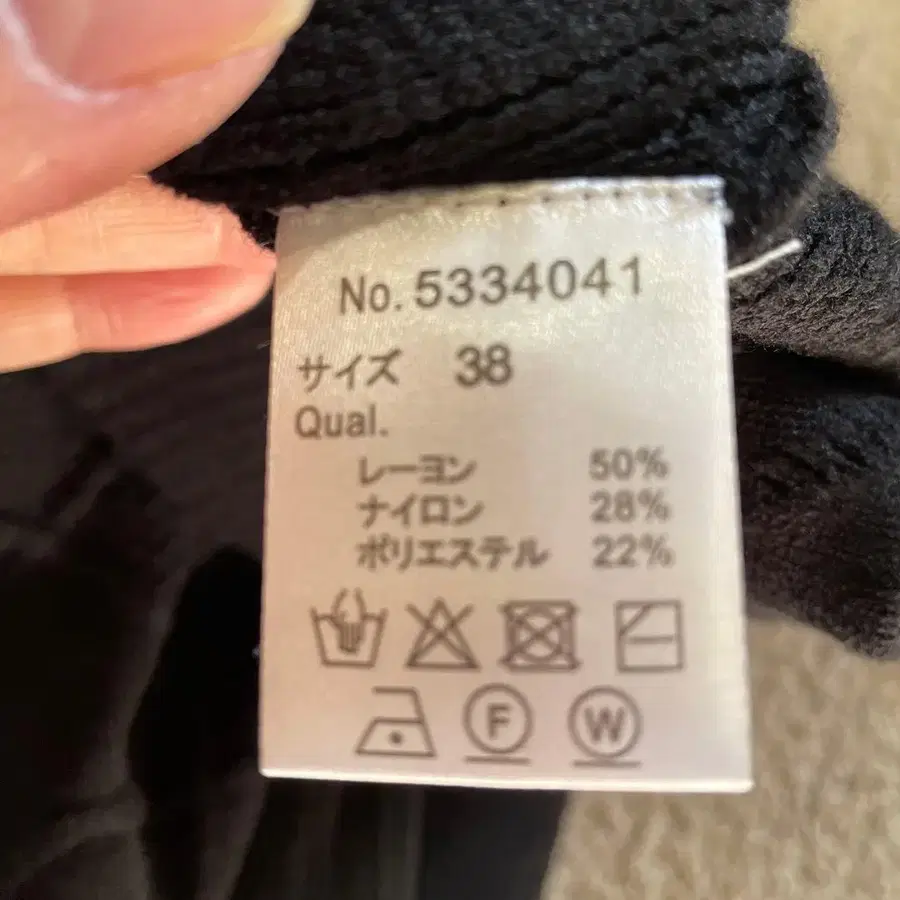 No. 5334041
サイズ 38
Qual.
レーヨン 50%
ナイロン 28%
ポリエステル 22%
F W